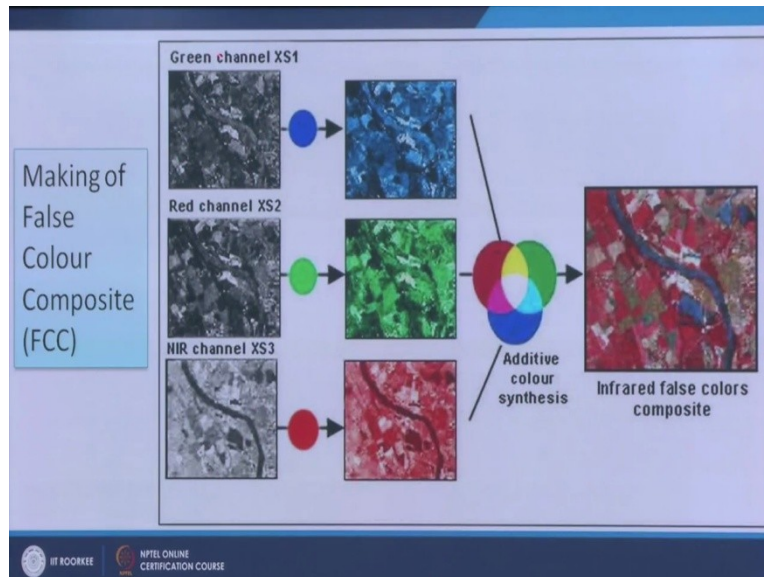 Making of
False
Colour
Composite
(FCC)
Green channel XS1
Red channel XS2
NIR channel XS3
Additive
colour
synthesis
Infrared false colors
composite
IIT ROORKEE
NPTEL ONLINE
CERTIFICATION COURSE